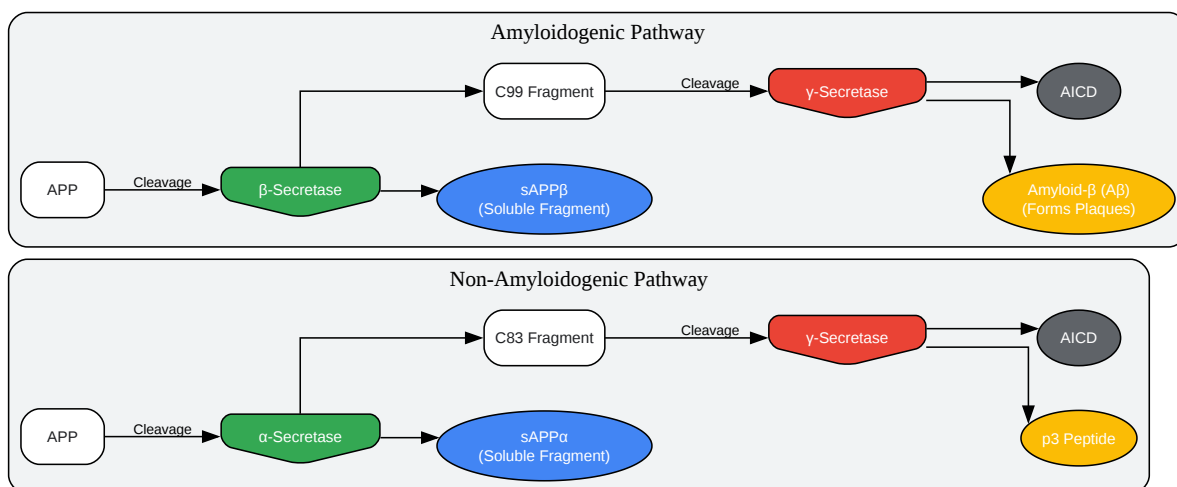 Amyloidogenic Pathway
C99 Fragment
Cleavage
γ-Secretase
AICD
APP
Cleavage
β-Secretase
sAPPβ
(Soluble Fragment)
Amyloid-β (Aβ)
(Forms Plaques)
Non-Amyloidogenic Pathway
C83 Fragment
Cleavage
γ-Secretase
AICD
APP
Cleavage
α-Secretase
sAPPα
(Soluble Fragment)
p3 Peptide